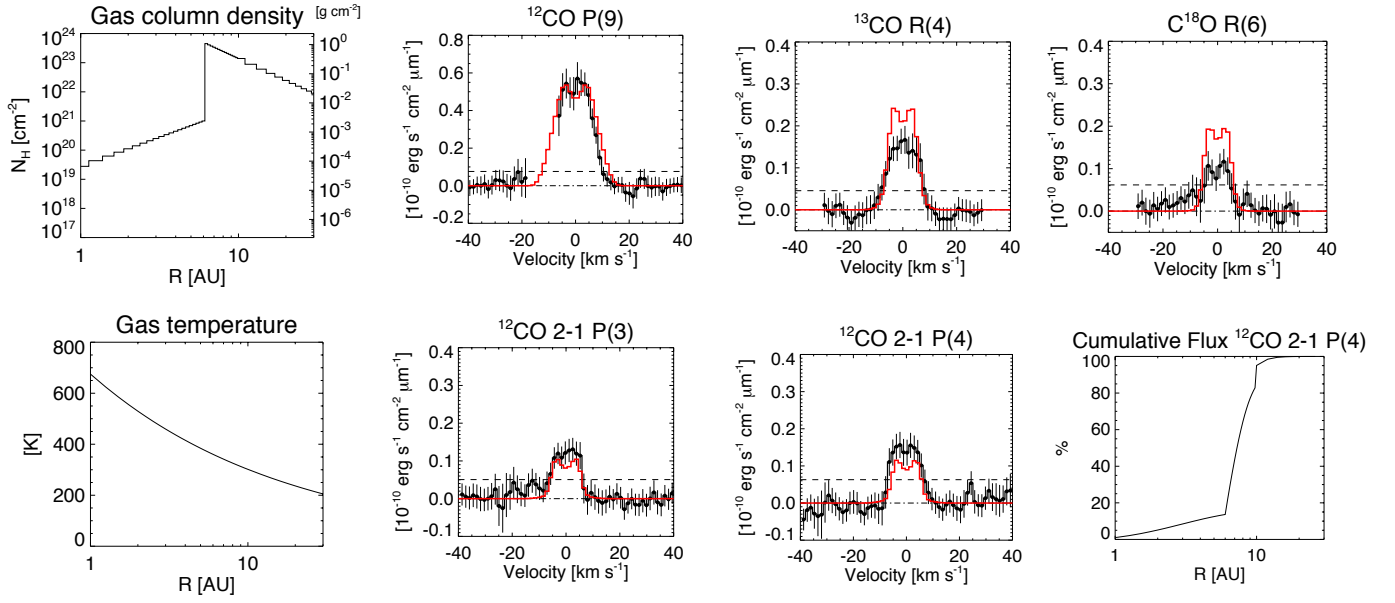 Gas column density
[g cm⁻²]
10²⁴
10²³
10²²
10²¹
10²⁰
10¹⁹
10¹⁸
10¹⁷
N_H [cm⁻²]
10⁰
10⁻¹
10⁻²
10⁻³
10⁻⁴
10⁻⁵
10⁻⁶
1 10
R [AU]
¹²CO P(9)
[10⁻¹⁰ erg s⁻¹ cm⁻² μm⁻¹]
0.8
0.6
0.4
0.2
0.0
-0.2
-40 -20 0 20 40
Velocity [km s⁻¹]
¹³CO R(4)
[10⁻¹⁰ erg s⁻¹ cm⁻² μm⁻¹]
0.4
0.3
0.2
0.1
0.0
-40 -20 0 20 40
Velocity [km s⁻¹]
C¹⁸O R(6)
[10⁻¹⁰ erg s⁻¹ cm⁻² μm⁻¹]
0.4
0.3
0.2
0.1
0.0
-40 -20 0 20 40
Velocity [km s⁻¹]
Gas temperature
800
600
400
200
0
[K]
1 10
R [AU]
¹²CO 2-1 P(3)
[10⁻¹⁰ erg s⁻¹ cm⁻² μm⁻¹]
0.4
0.3
0.2
0.1
0.0
-0.1
-40 -20 0 20 40
Velocity [km s⁻¹]
¹²CO 2-1 P(4)
[10⁻¹⁰ erg s⁻¹ cm⁻² μm⁻¹]
0.4
0.3
0.2
0.1
0.0
-0.1
-40 -20 0 20 40
Velocity [km s⁻¹]
Cumulative Flux ¹²CO 2-1 P(4)
100
80
60
40
20
0
%
1 10
R [AU]